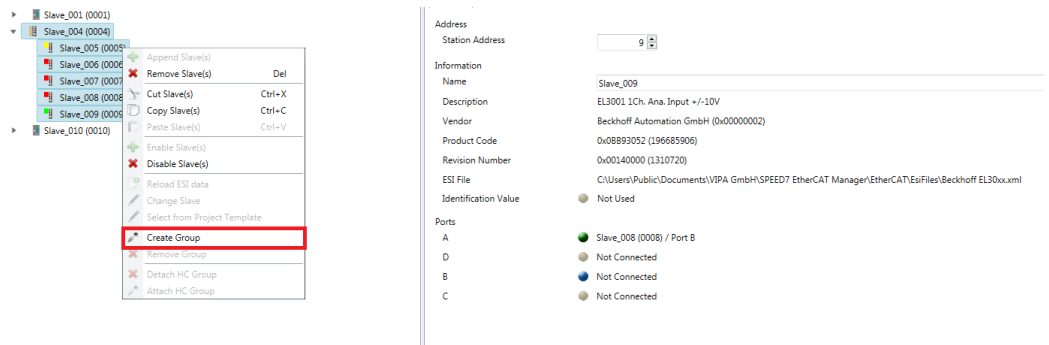 Slave_001 (0001)
Slave_004 (0004)
Slave_005 (0005)
Slave_006 (0006
Slave_007 (0007
Slave_008 (0008
Slave_009 (0009
Slave_010 (0010)
Append Slave(s)
Remove Slave(s) Del
Cut Slave(s) Ctrl+X
Copy Slave(s) Ctrl+C
Paste Slave(s) Ctrl+V
Enable Slave(s)
Disable Slave(s)
Reload ESI data
Change Slave
Select from Project Template
Create Group
Remove Group
Detach HC Group
Attach HC Group
Address
Station Address 9
Information
Name Slave_009
Description EL3001 1Ch. Ana. Input +/-10V
Vendor Beckhoff Automation GmbH (0x00000002)
Product Code 0x0BB93052 (196685906)
Revision Number 0x00140000 (1310720)
ESI File C:\Users\Public\Documents\VIPA GmbH\SPEED7 EtherCAT Manager\EtherCAT\EsiFiles\Beckhoff EL30xx.xml
Identification Value Not Used
Ports
A Slave_008 (0008) / Port B
D Not Connected
B Not Connected
C Not Connected